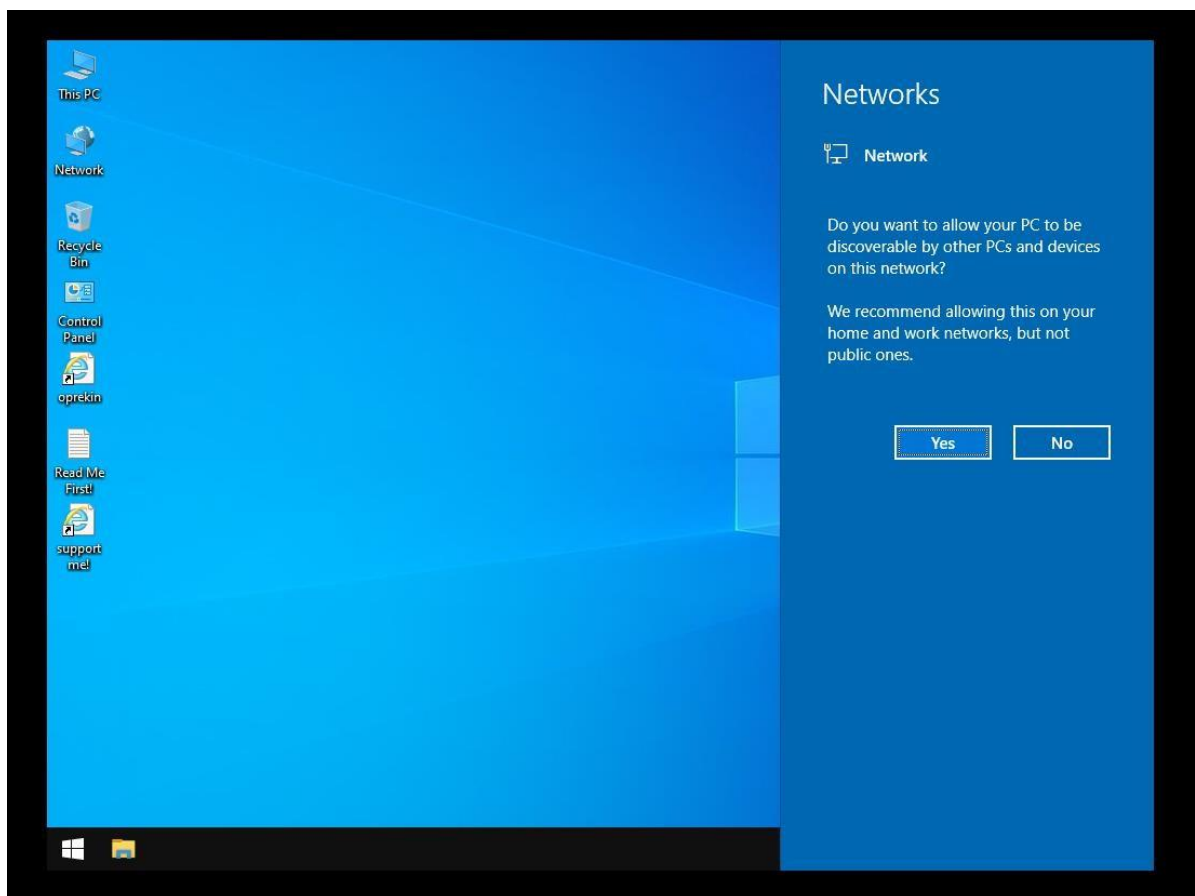 This PC
Network
Recycle
Bin
Control
Panel
oprekin
Read Me
First!
support
me!
Networks
Network
Do you want to allow your PC to be
discoverable by other PCs and devices
on this network?
We recommend allowing this on your
home and work networks, but not
public ones.
Yes
No